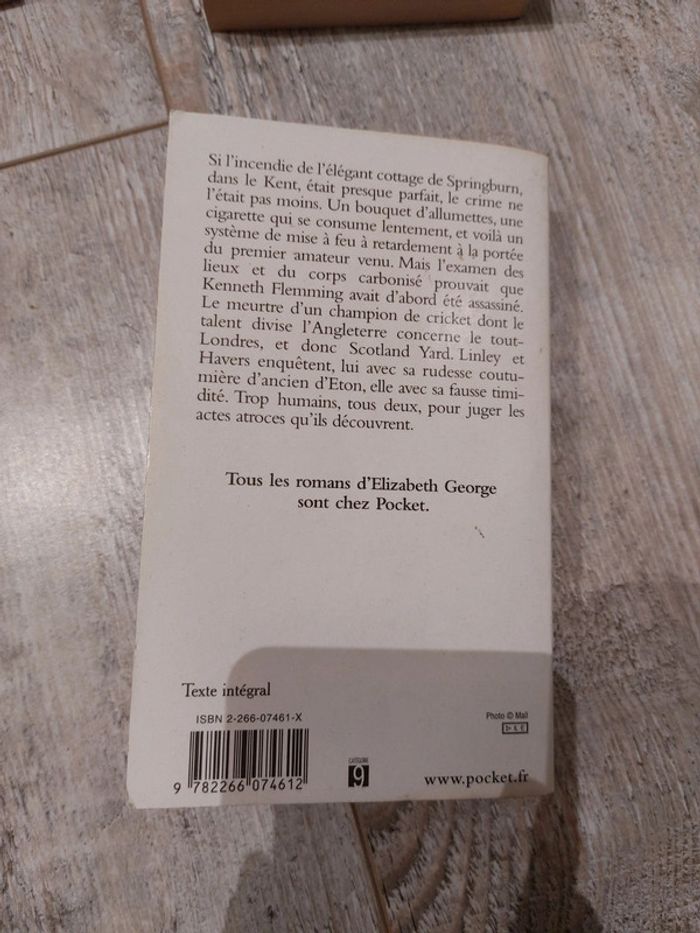 Si l'incendie de l'élégant cottage de Springburn,
dans le Kent, était presque parfait, le crime ne
l'était pas moins. Un bouquet d'allumettes, une
cigarette qui se consume lentement, et voilà un
système de mise à feu à retardement à la portée
du premier amateur venu. Mais l'examen des
lieux et du corps carbonisé prouvait que
Kenneth Flemming avait d'abord été assassiné.
Le meurtre d'un champion de cricket dont le
talent divise l'Angleterre concerne le tout-
Londres, et donc Scotland Yard. Linley et
Havers enquêtent, lui avec sa rudesse coutu-
mière d'ancien d'Eton, elle avec sa fausse timi-
dité. Trop humains, tous deux, pour juger les
actes atroces qu'ils découvrent.
Tous les romans d'Elizabeth George
sont chez Pocket.
Texte intégral
ISBN 2-266-07461-X
9 782266 074612
CATÉGORIE
9
Photo © Mall
www.pocket.fr